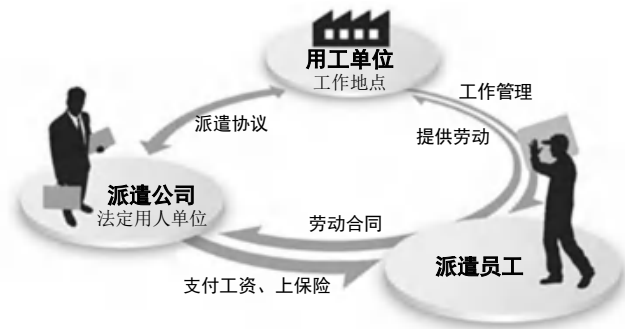 用工单位
工作地点
工作管理
派遣协议
提供劳动
派遣公司
法定用人单位
劳动合同
派遣员工
支付工资、上保险